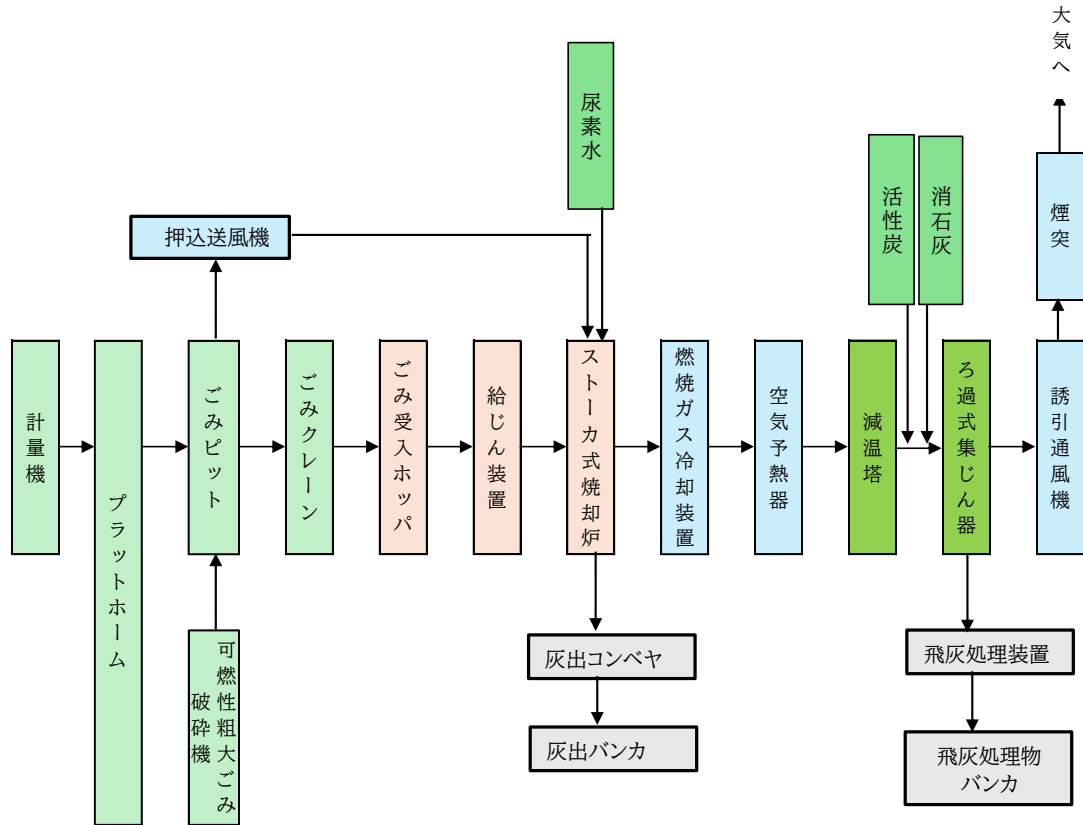 大気へ
尿素水
活性炭
消石灰
煙突
押込送風機
計量機
プラットホーム
ごみピット
ごみクレーン
ごみ受入ホッパ
給じん装置
ストーカ式焼却炉
燃焼ガス冷却装置
空気予熱器
減温塔
ろ過式集じん器
誘引通風機
可燃性粗大ごみ
破砕機
灰出コンベヤ
灰出バンカ
飛灰処理装置
飛灰処理物
バンカ